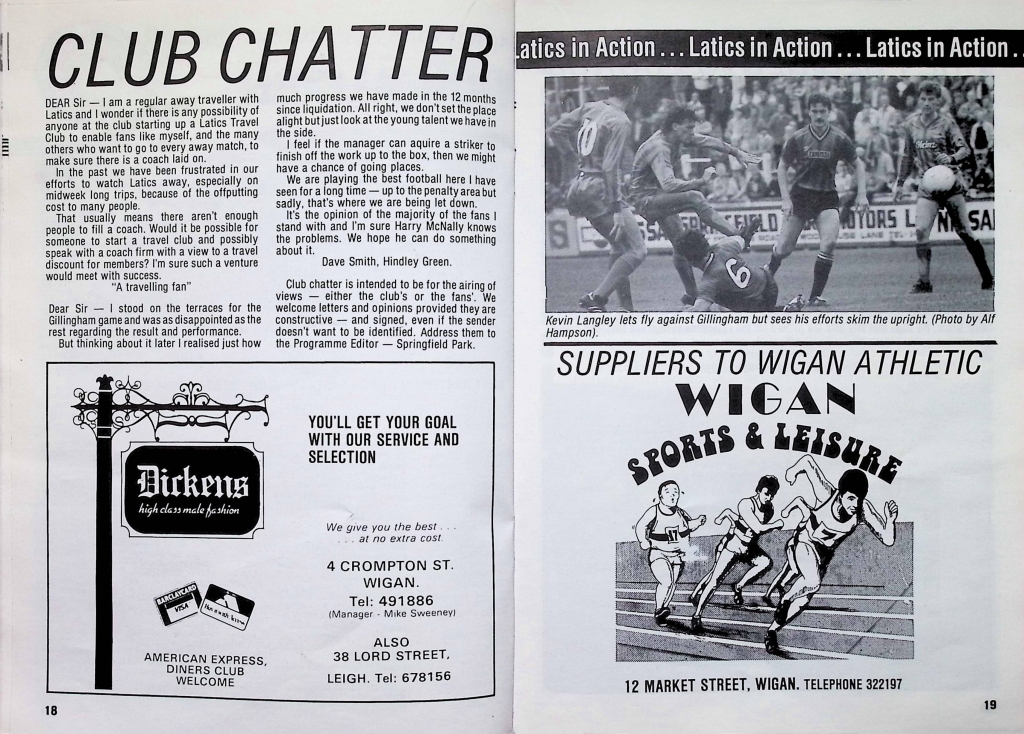 CLUB CHATTER
DEAR Sir — I am a regular away traveller with
Latics and I wonder if there is any possibility of
anyone at the club starting up a Latics Travel
Club to enable fans like myself, and the many
others who want to go to every away match, to
make sure there is a coach laid on.
In the past we have been frustrated in our
efforts to watch Latics away, especially on
midweek long trips, because of the offputting
cost to many people.
That usually means there aren't enough
people to fill a coach. Would it be possible for
someone to start a travel club and possibly
speak with a coach firm with a view to a travel
discount for members? I'm sure such a venture
would meet with success.
"A travelling fan"
Dear Sir — I stood on the terraces for the
Gillingham game and was as disappointed as the
rest regarding the result and performance.
But thinking about it later I realised just how
much progress we have made in the 12 months
since liquidation. All right, we don't set the place
alight but just look at the young talent we have in
the side.
I feel if the manager can aquire a striker to
finish off the work up to the box, then we might
have a chance of going places.
We are playing the best football here I have
seen for a long time — up to the penalty area but
sadly, that's where we are being let down.
It's the opinion of the majority of the fans I
stand with and I'm sure Harry McNally knows
the problems. We hope he can do something
about it.
Dave Smith, Hindley Green.
Club chatter is intended to be for the airing of
views — either the club's or the fans'. We
welcome letters and opinions provided they are
constructive — and signed, even if the sender
doesn't want to be identified. Address them to
the Programme Editor — Springfield Park.
Dickens
high class male fashion
YOU'LL GET YOUR GOAL
WITH OUR SERVICE AND
SELECTION
We give you the best . . .
. . . at no extra cost.
4 CROMPTON ST.
WIGAN.
Tel: 491886
(Manager - Mike Sweeney)
ALSO
38 LORD STREET,
LEIGH. Tel: 678156
BARCLAYCARD
VISA
AMERICAN EXPRESS,
DINERS CLUB
WELCOME
18
Latics in Action . . . Latics in Action . . . Latics in Action . .
10
9
Heinz
Kevin Langley lets fly against Gillingham but sees his efforts skim the upright. (Photo by Alf
Hampson).
SUPPLIERS TO WIGAN ATHLETIC
WIGAN
SPORTS & LEISURE
17
7
12 MARKET STREET, WIGAN. TELEPHONE 322197
19